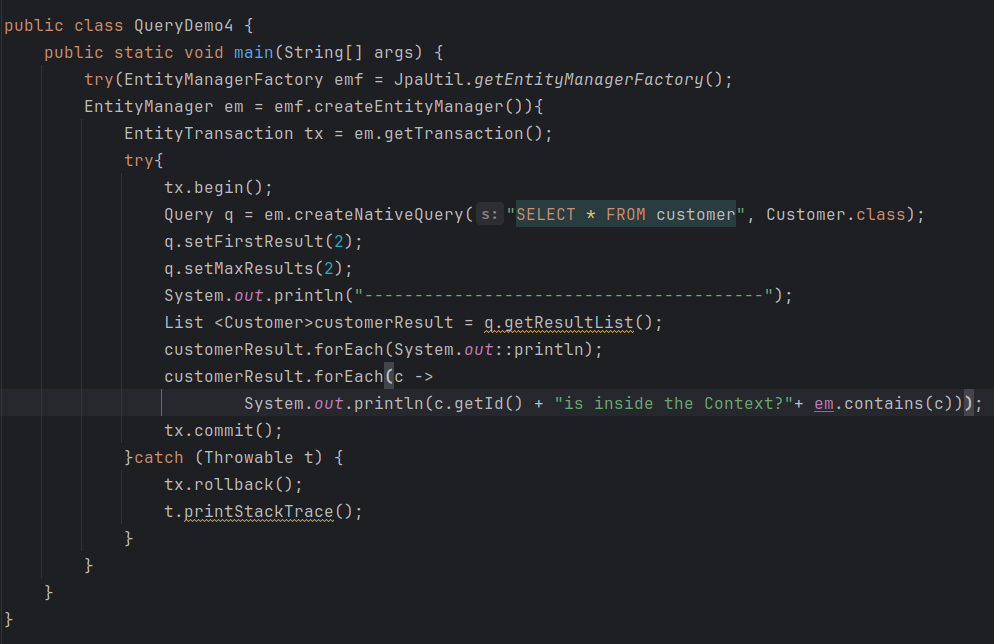 public class QueryDemo4 {
    public static void main(String[] args) {
        try(EntityManagerFactory emf = JpaUtil.getEntityManagerFactory();
        EntityManager em = emf.createEntityManager()){
            EntityTransaction tx = em.getTransaction();
            try{
                tx.begin();
                Query q = em.createNativeQuery( s: "SELECT * FROM customer", Customer.class);
                q.setFirstResult(2);
                q.setMaxResults(2);
                System.out.println("----------------------------------------");
                List <Customer>customerResult = q.getResultList();
                customerResult.forEach(System.out::println);
                customerResult.forEach(c ->
                        System.out.println(c.getId() + "is inside the Context?"+ em.contains(c)));
                tx.commit();
            }catch (Throwable t) {
                tx.rollback();
                t.printStackTrace();
            }
        }
    }
}